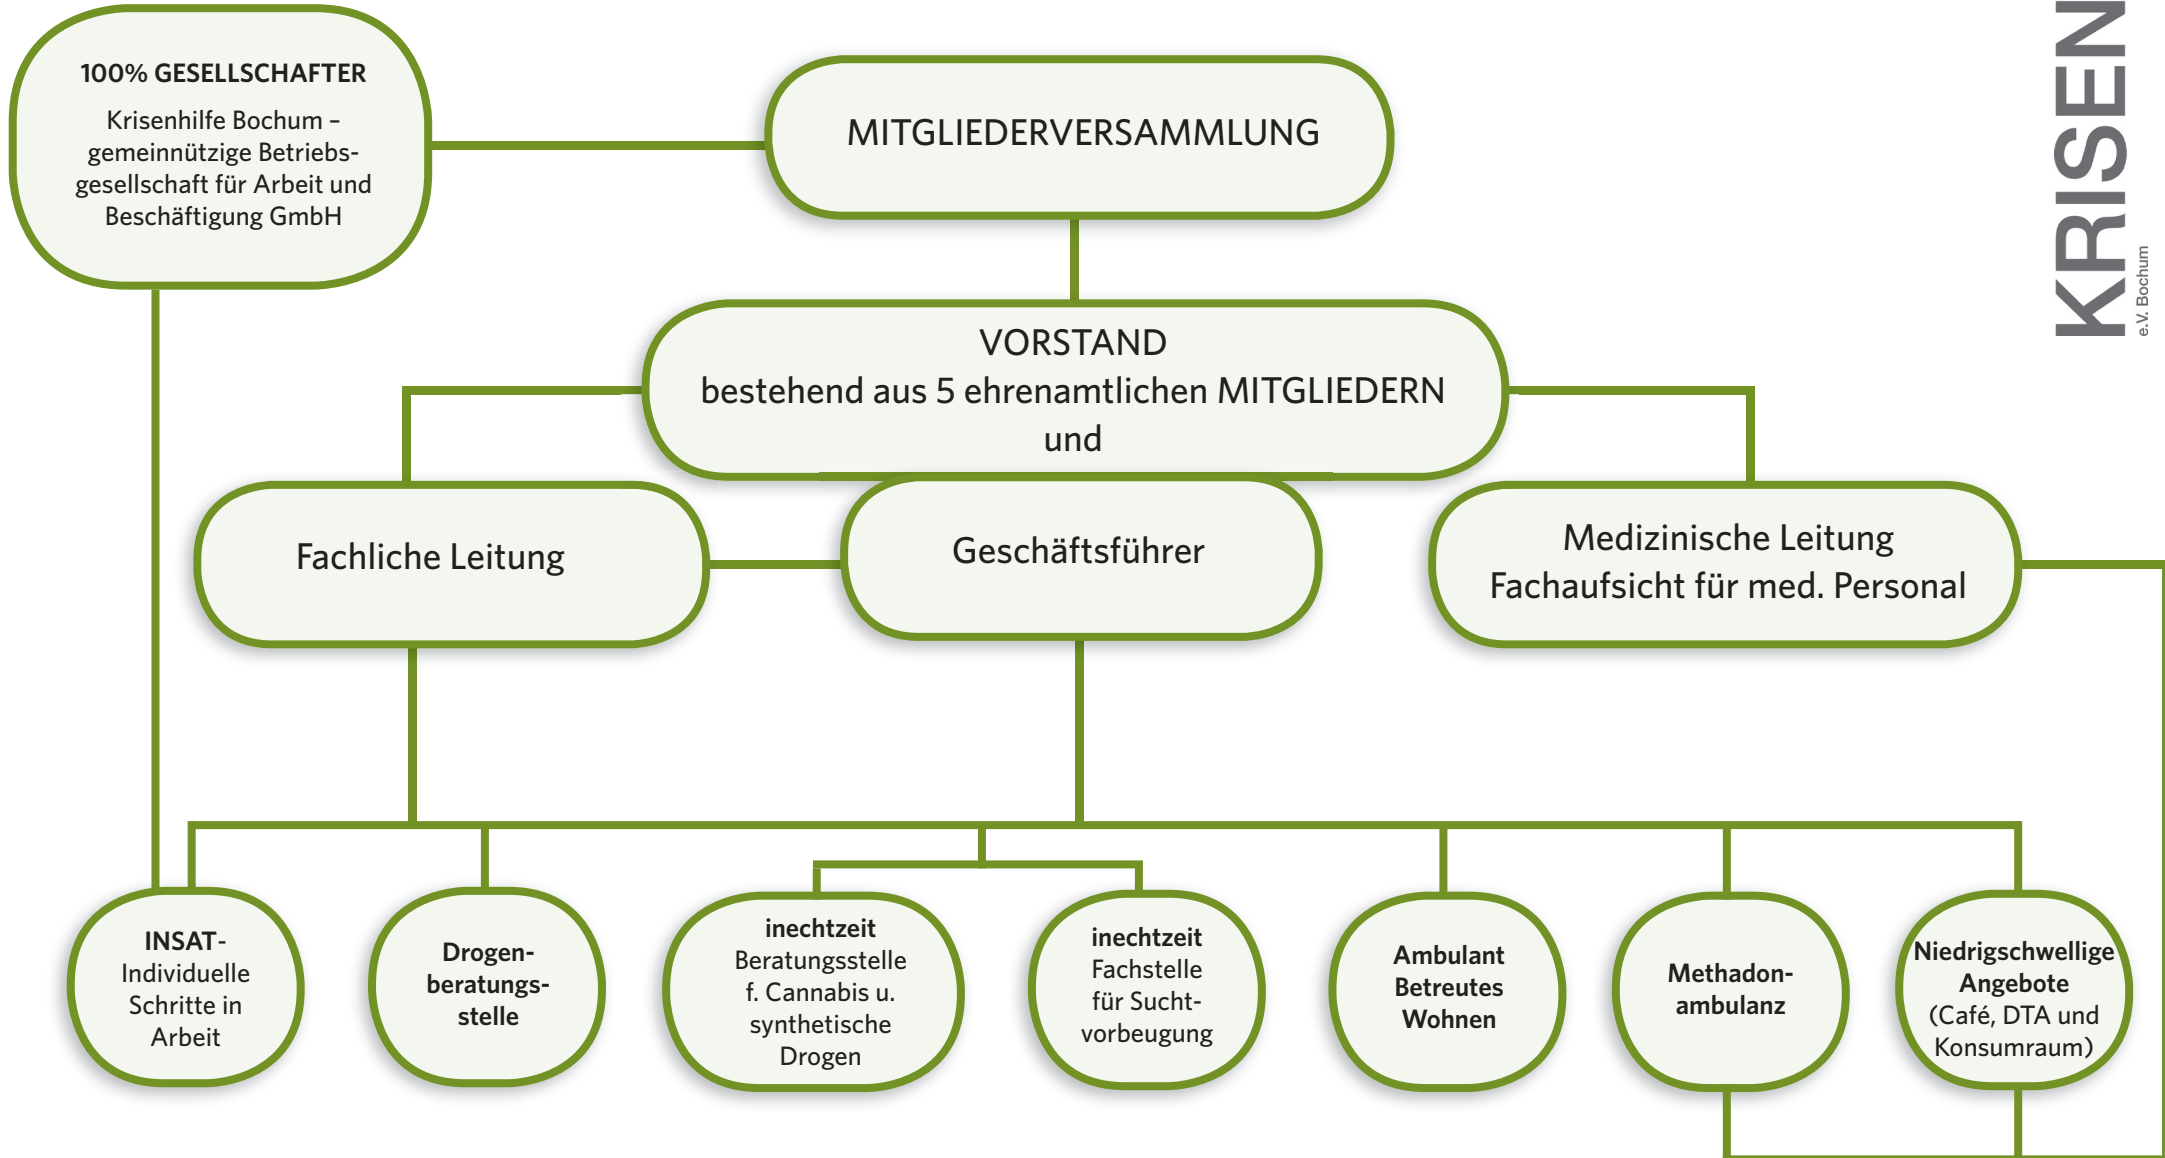 100% GESELLSCHAFTER
Krisenhilfe Bochum –
gemeinnützige Betriebs-
gesellschaft für Arbeit und
Beschäftigung GmbH
MITGLIEDERVERSAMMLUNG
KRISEN
e.V. Bochum
VORSTAND
bestehend aus 5 ehrenamtlichen MITGLIEDERN
und
Fachliche Leitung
Geschäftsführer
Medizinische Leitung
Fachaufsicht für med. Personal
INSAT-
Individuelle
Schritte in
Arbeit
Drogen-
beratungs-
stelle
inechtzeit
Beratungsstelle
f. Cannabis u.
synthetische
Drogen
inechtzeit
Fachstelle
für Sucht-
vorbeugung
Ambulant
Betreutes
Wohnen
Methadon-
ambulanz
Niedrigschwellige
Angebote
(Café, DTA und
Konsumraum)